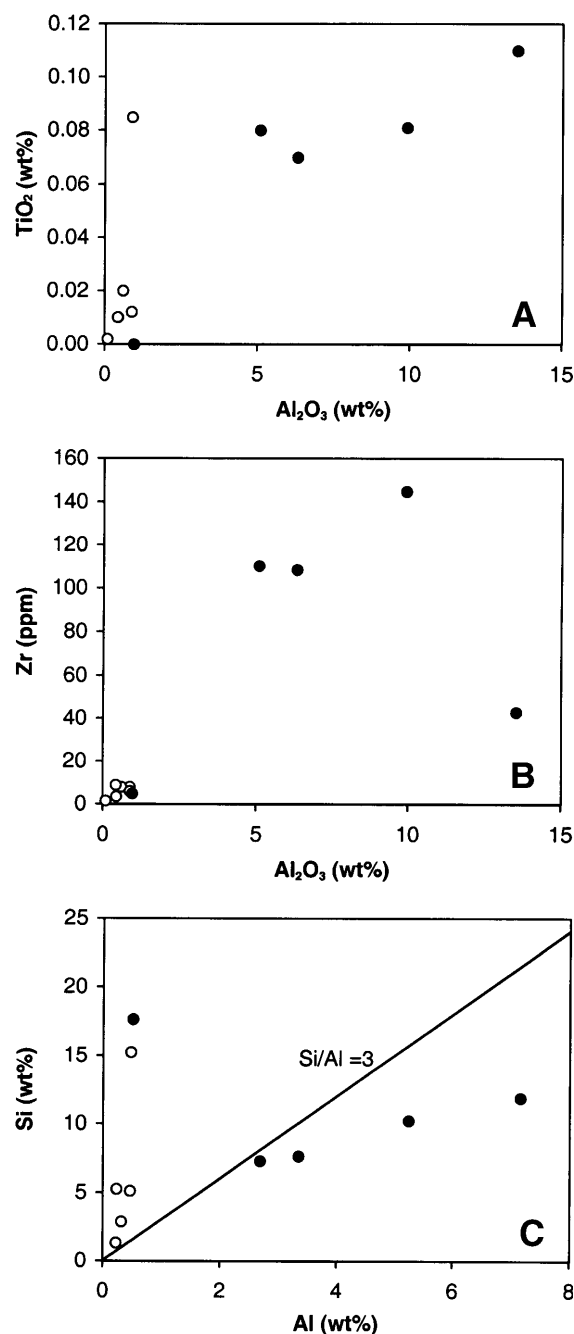 0.12
0.10
0.08
0.06
0.04
0.02
0.00
TiO₂ (wt%)
A
0 5 10 15
Al₂O₃ (wt%)
160
140
120
100
80
60
40
20
0
Zr (ppm)
B
0 5 10 15
Al₂O₃ (wt%)
25
20
15
10
5
0
Si (wt%)
Si/Al =3
C
0 2 4 6 8
Al (wt%)